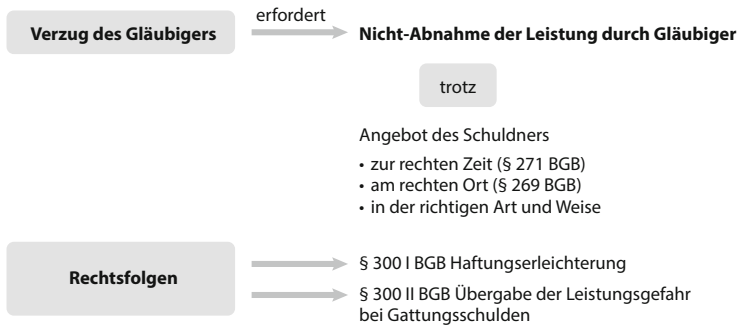 erfordert
Verzug des Gläubigers
Nicht-Abnahme der Leistung durch Gläubiger
trotz
Angebot des Schuldners
• zur rechten Zeit (§ 271 BGB)
• am rechten Ort (§ 269 BGB)
• in der richtigen Art und Weise
Rechtsfolgen
§ 300 I BGB Haftungserleichterung
§ 300 II BGB Übergabe der Leistungsgefahr
bei Gattungsschulden